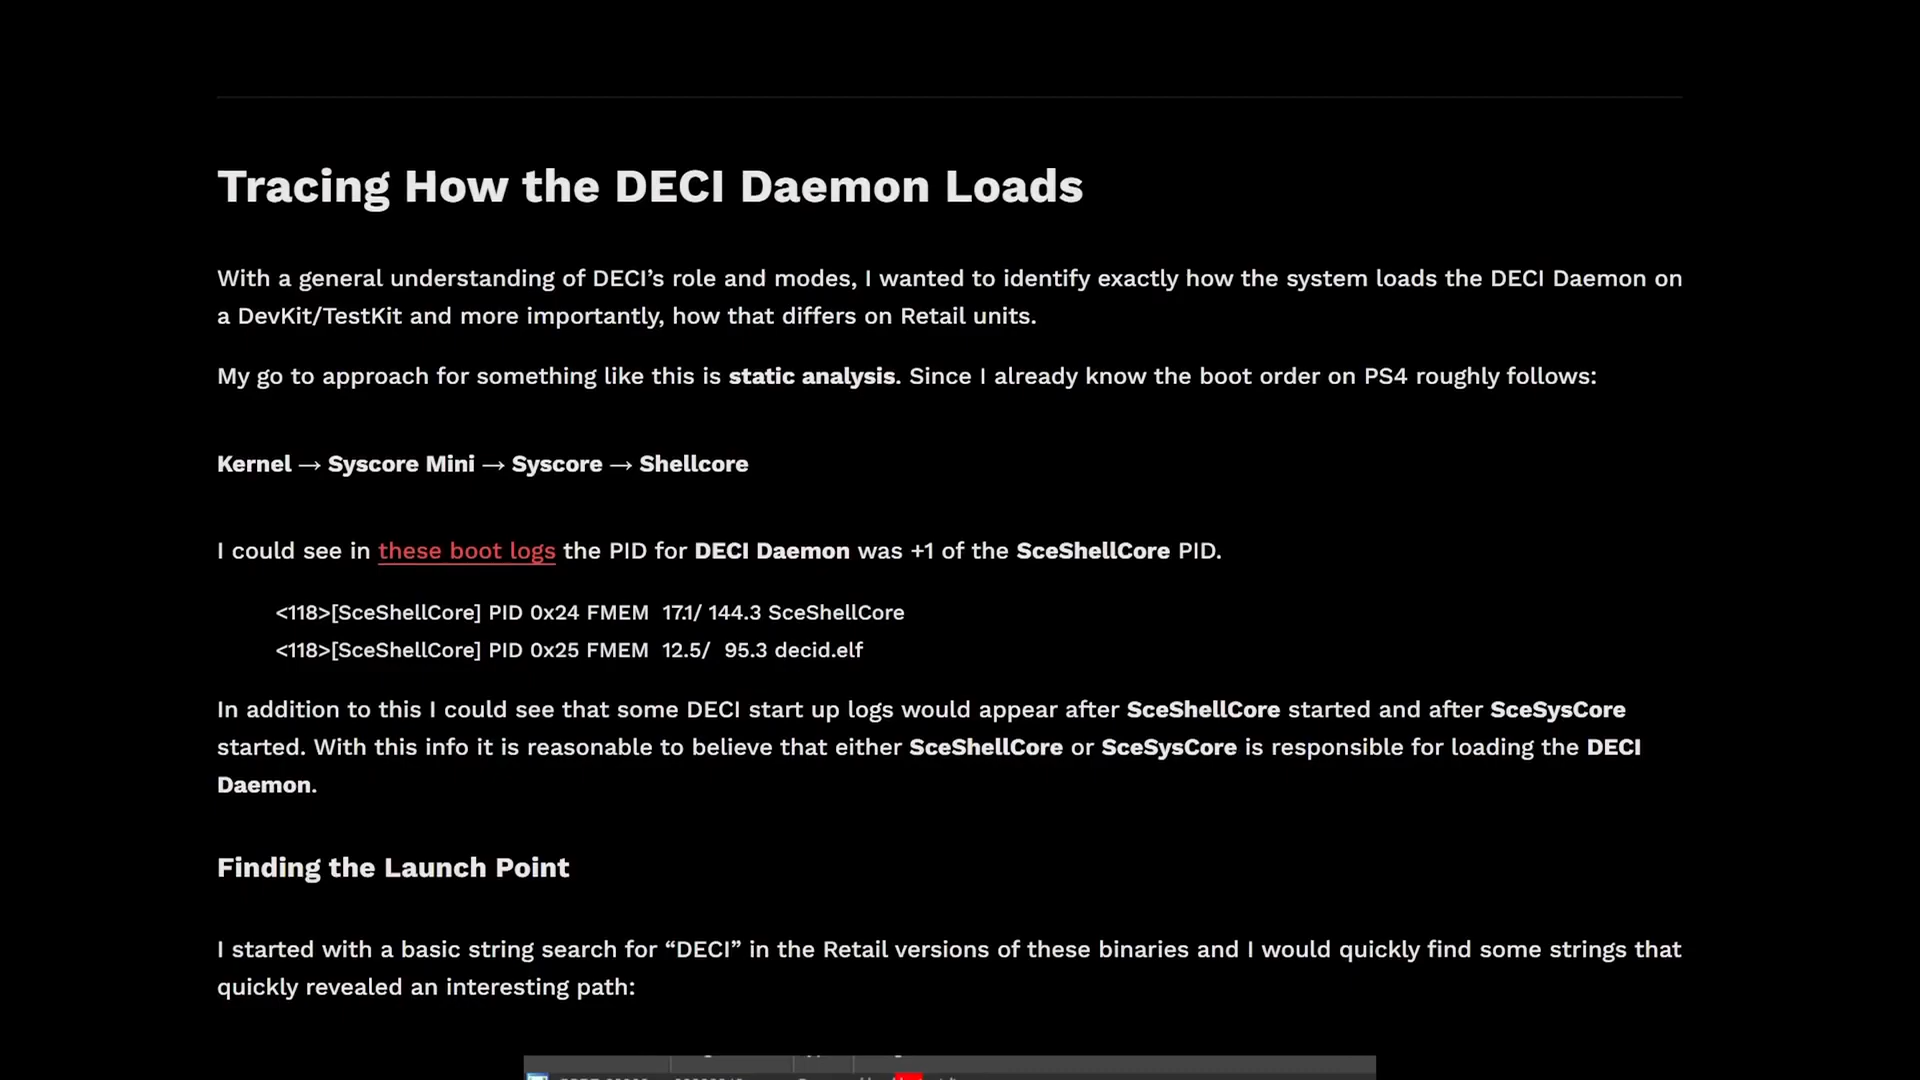 Tracing How the DECI Daemon Loads
With a general understanding of DECI’s role and modes, I wanted to identify exactly how the system loads the DECI Daemon on
a DevKit/TestKit and more importantly, how that differs on Retail units.
My go to approach for something like this is static analysis. Since I already know the boot order on PS4 roughly follows:
Kernel → Syscore Mini → Syscore → Shellcore
I could see in these boot logs the PID for DECI Daemon was +1 of the SceShellCore PID.
<118>[SceShellCore] PID 0x24 FMEM  17.1/ 144.3 SceShellCore
<118>[SceShellCore] PID 0x25 FMEM  12.5/  95.3 decid.elf
In addition to this I could see that some DECI start up logs would appear after SceShellCore started and after SceSysCore
started. With this info it is reasonable to believe that either SceShellCore or SceSysCore is responsible for loading the DECI
Daemon.
Finding the Launch Point
I started with a basic string search for “DECI” in the Retail versions of these binaries and I would quickly find some strings that
quickly revealed an interesting path: